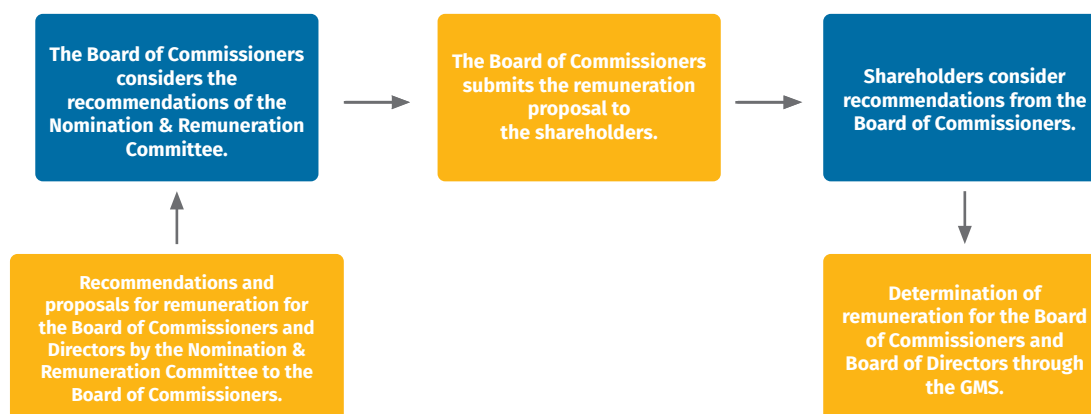 The Board of Commissioners
considers the
recommendations of the
Nomination & Remuneration
Committee.
The Board of Commissioners
submits the remuneration
proposal to
the shareholders.
Shareholders consider
recommendations from the
Board of Commissioners.
Recommendations and
proposals for remuneration for
the Board of Commissioners and
Directors by the Nomination &
Remuneration Committee to the
Board of Commissioners.
Determination of
remuneration for the Board
of Commissioners and
Board of Directors through
the GMS.